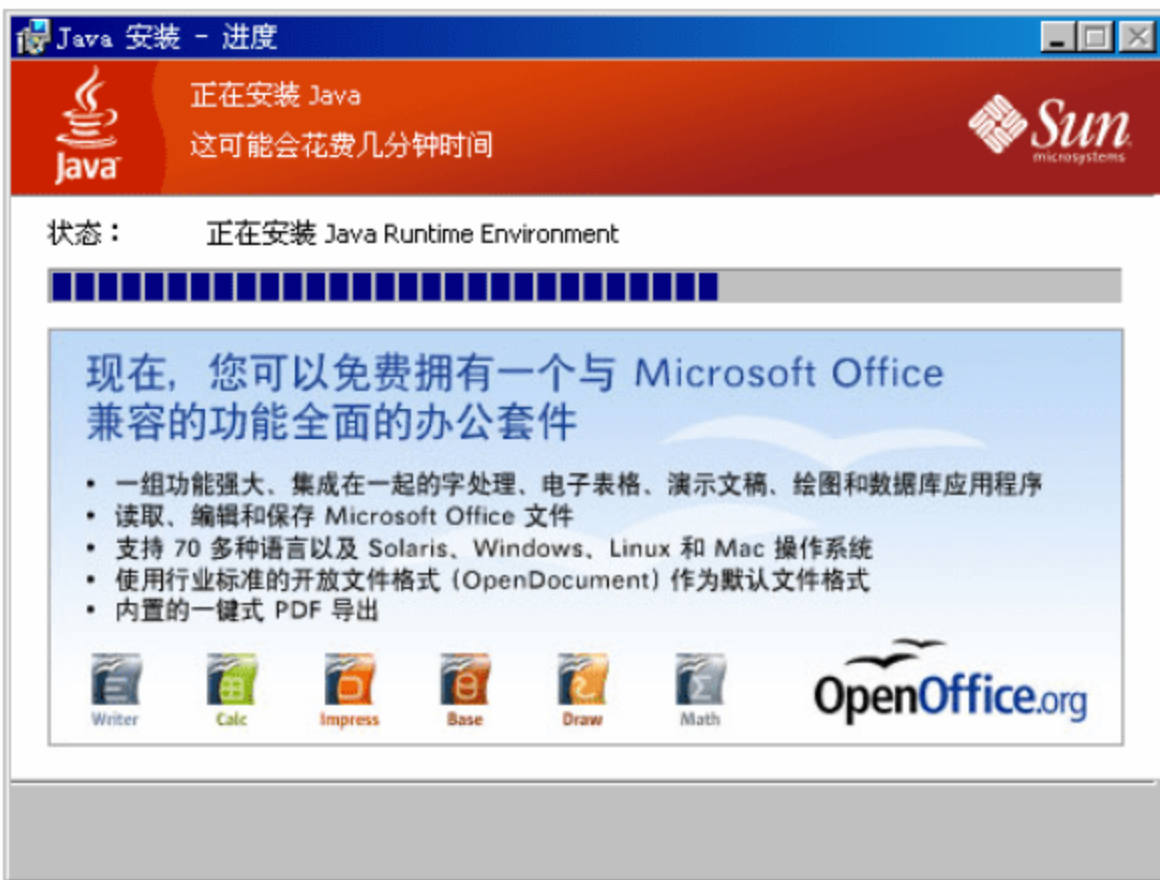 Java 安装 - 进度
正在安装 Java
这可能会花费几分钟时间
Java
Sun
microsystems
状态： 正在安装 Java Runtime Environment
现在，您可以免费拥有一个与 Microsoft Office
兼容的功能全面的办公套件
• 一组功能强大、集成在一起的字处理、电子表格、演示文稿、绘图和数据库应用程序
• 读取、编辑和保存 Microsoft Office 文件
• 支持 70 多种语言以及 Solaris、Windows、Linux 和 Mac 操作系统
• 使用行业标准的开放文件格式 (OpenDocument) 作为默认文件格式
• 内置的一键式 PDF 导出
Writer Calc Impress Base Draw Math
OpenOffice.org